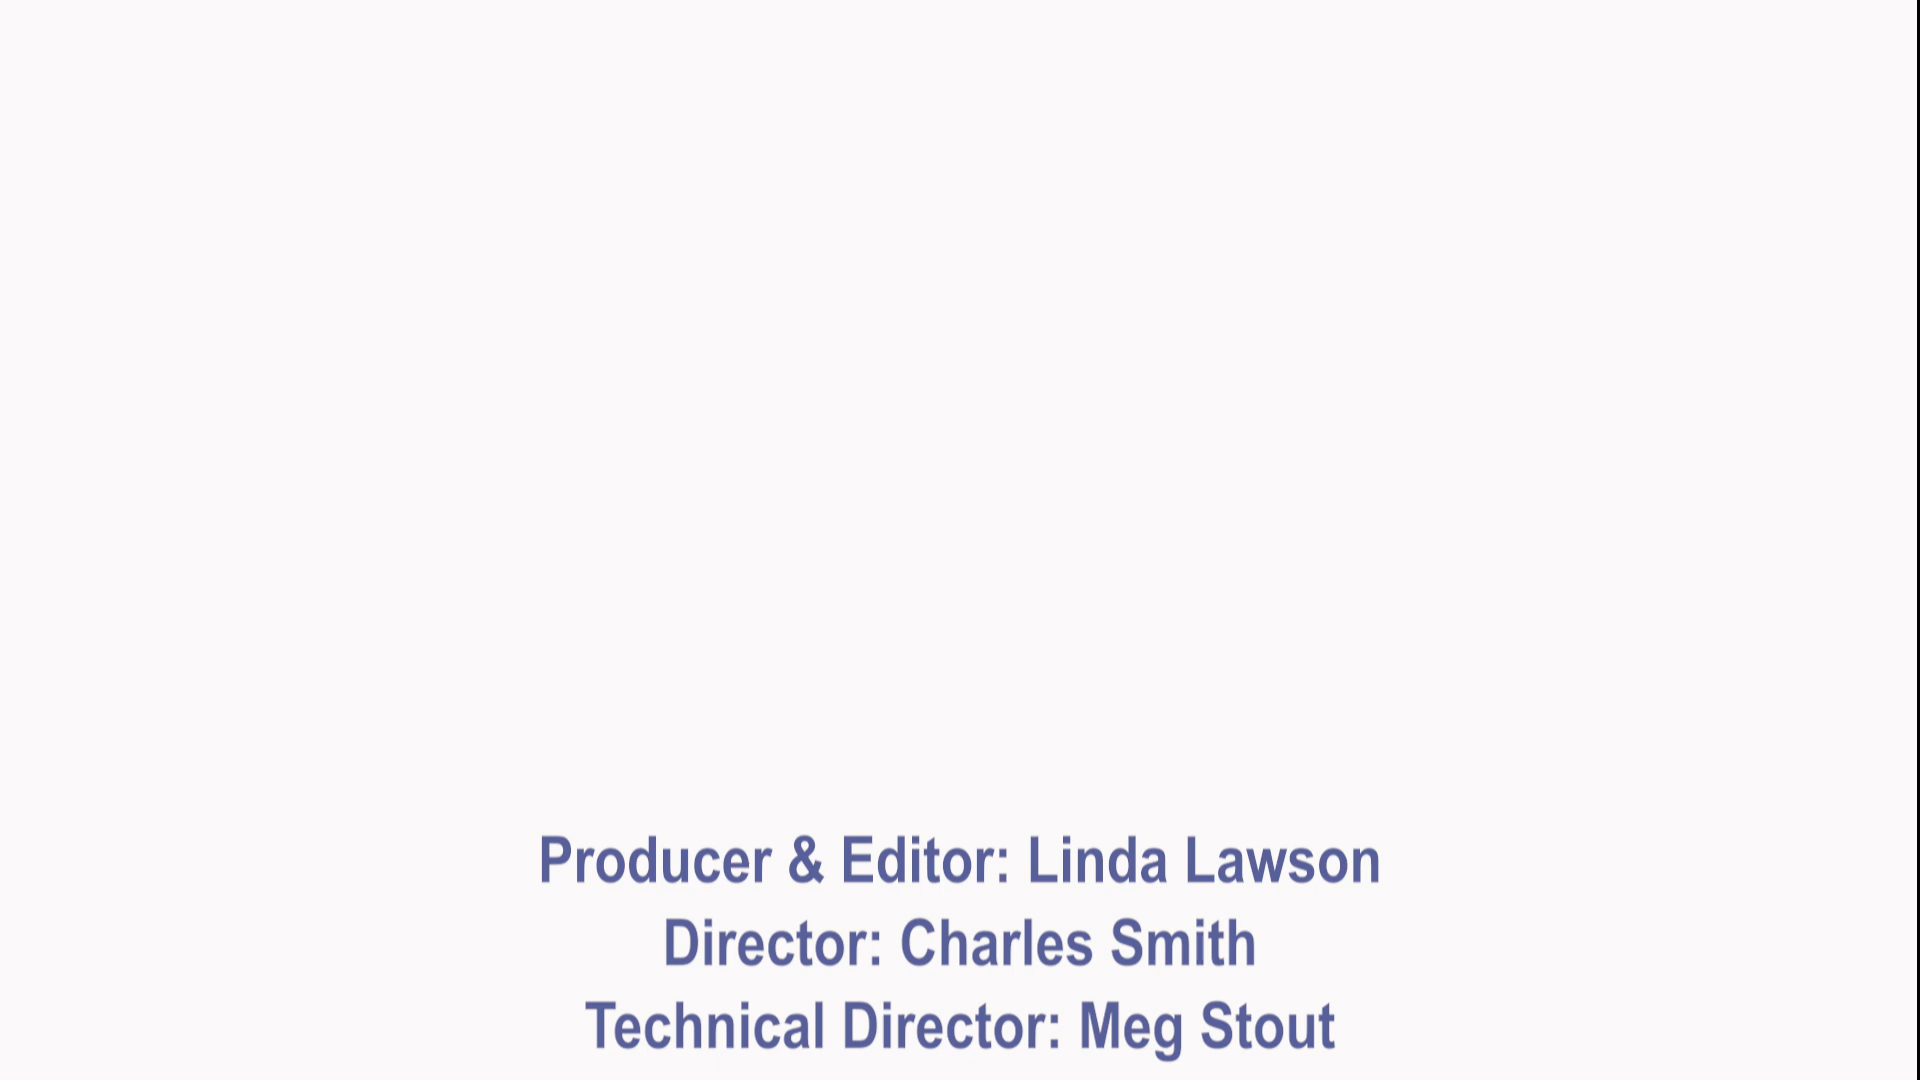 Producer & Editor: Linda Lawson
Director: Charles Smith
Technical Director: Meg Stout